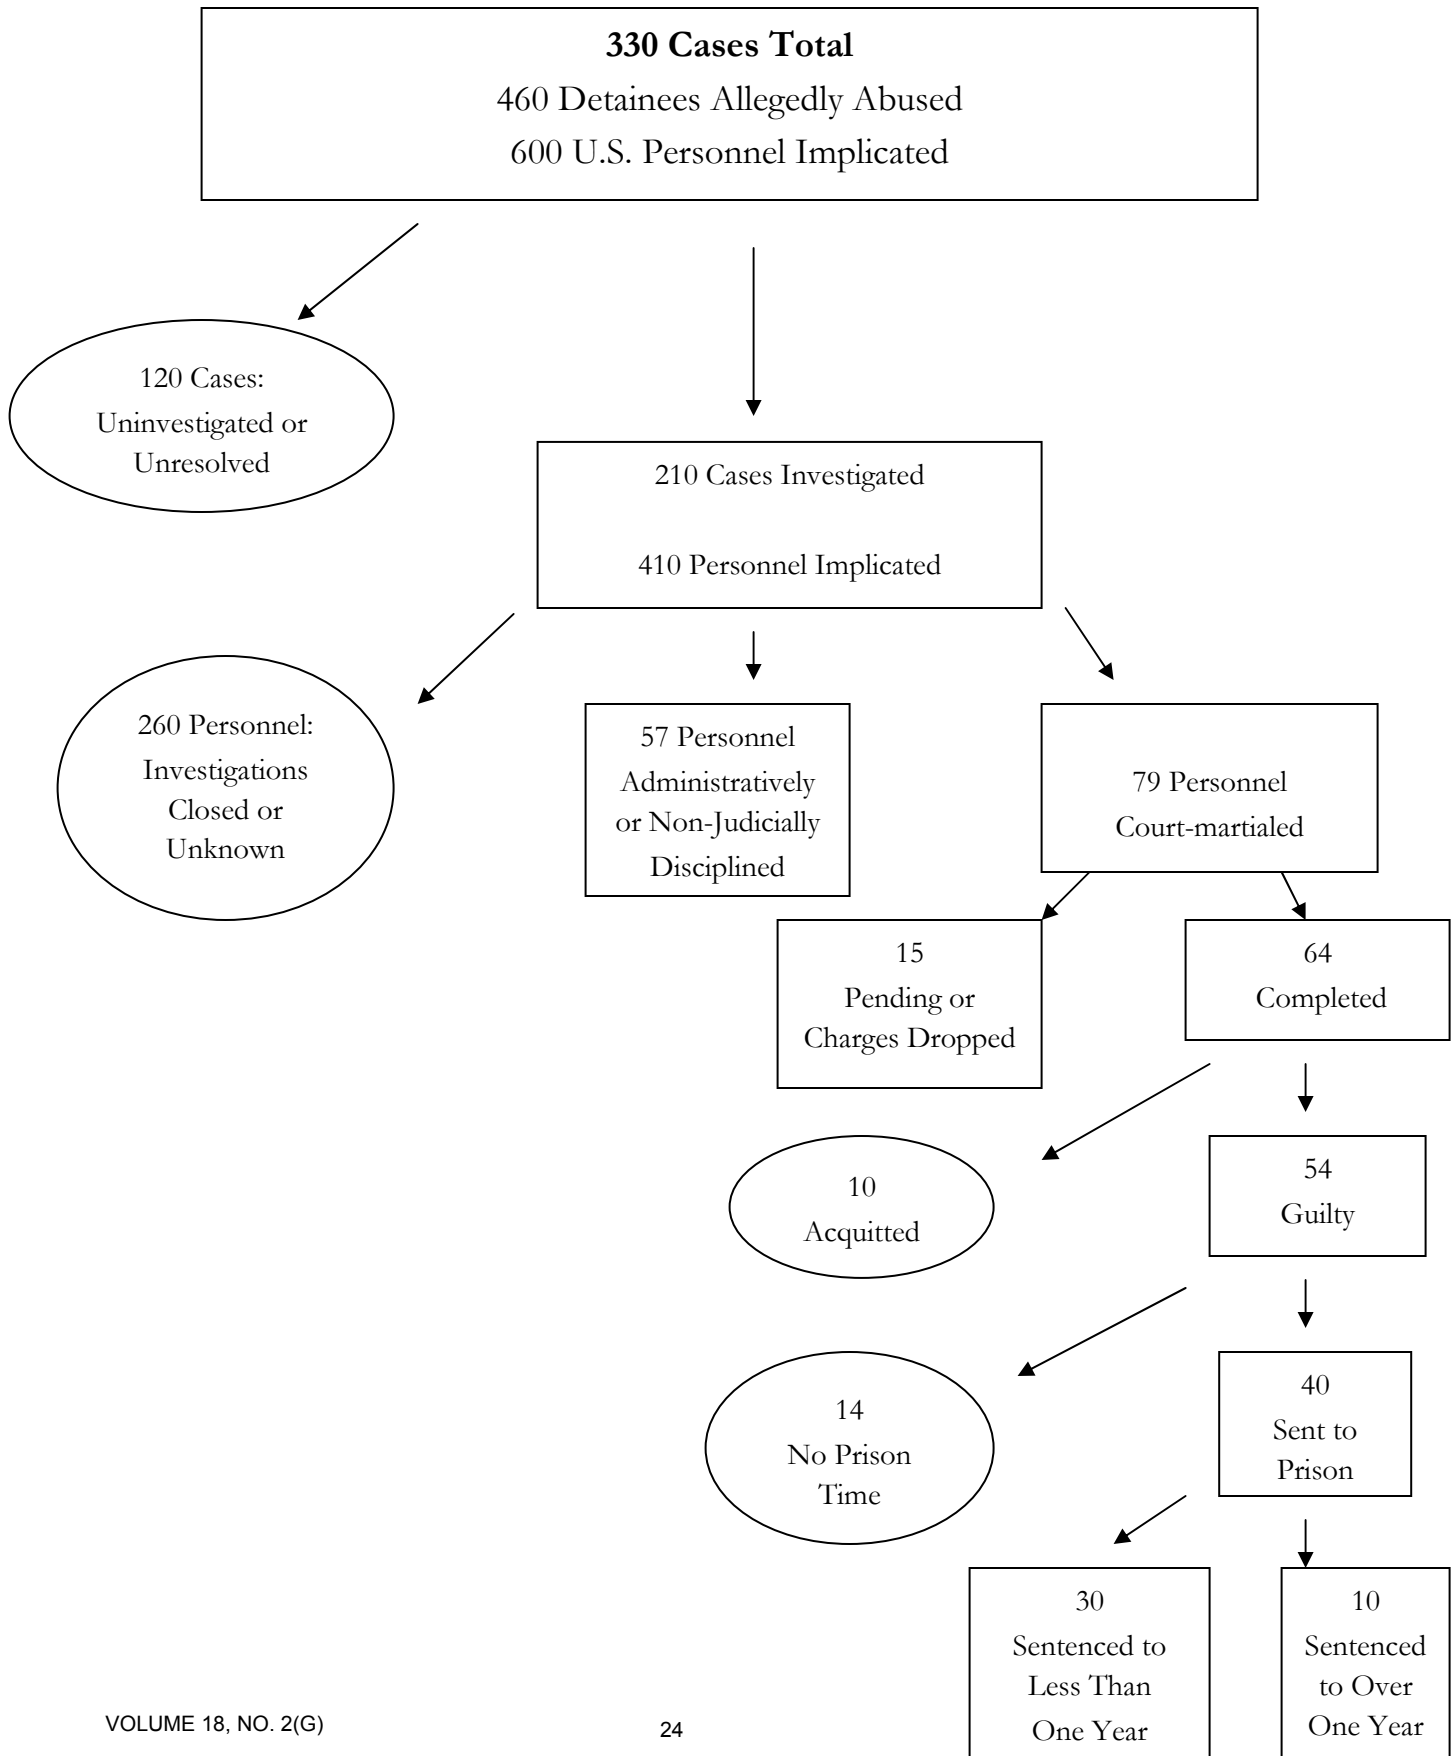 330 Cases Total
460 Detainees Allegedly Abused
600 U.S. Personnel Implicated
120 Cases:
Uninvestigated or
Unresolved
210 Cases Investigated
410 Personnel Implicated
260 Personnel:
Investigations
Closed or
Unknown
57 Personnel
Administratively
or Non-Judicially
Disciplined
79 Personnel
Court-martialed
15
Pending or
Charges Dropped
64
Completed
10
Acquitted
54
Guilty
14
No Prison
Time
40
Sent to
Prison
30
Sentenced to
Less Than
One Year
10
Sentenced
to Over
One Year
VOLUME 18, NO. 2(G)
24